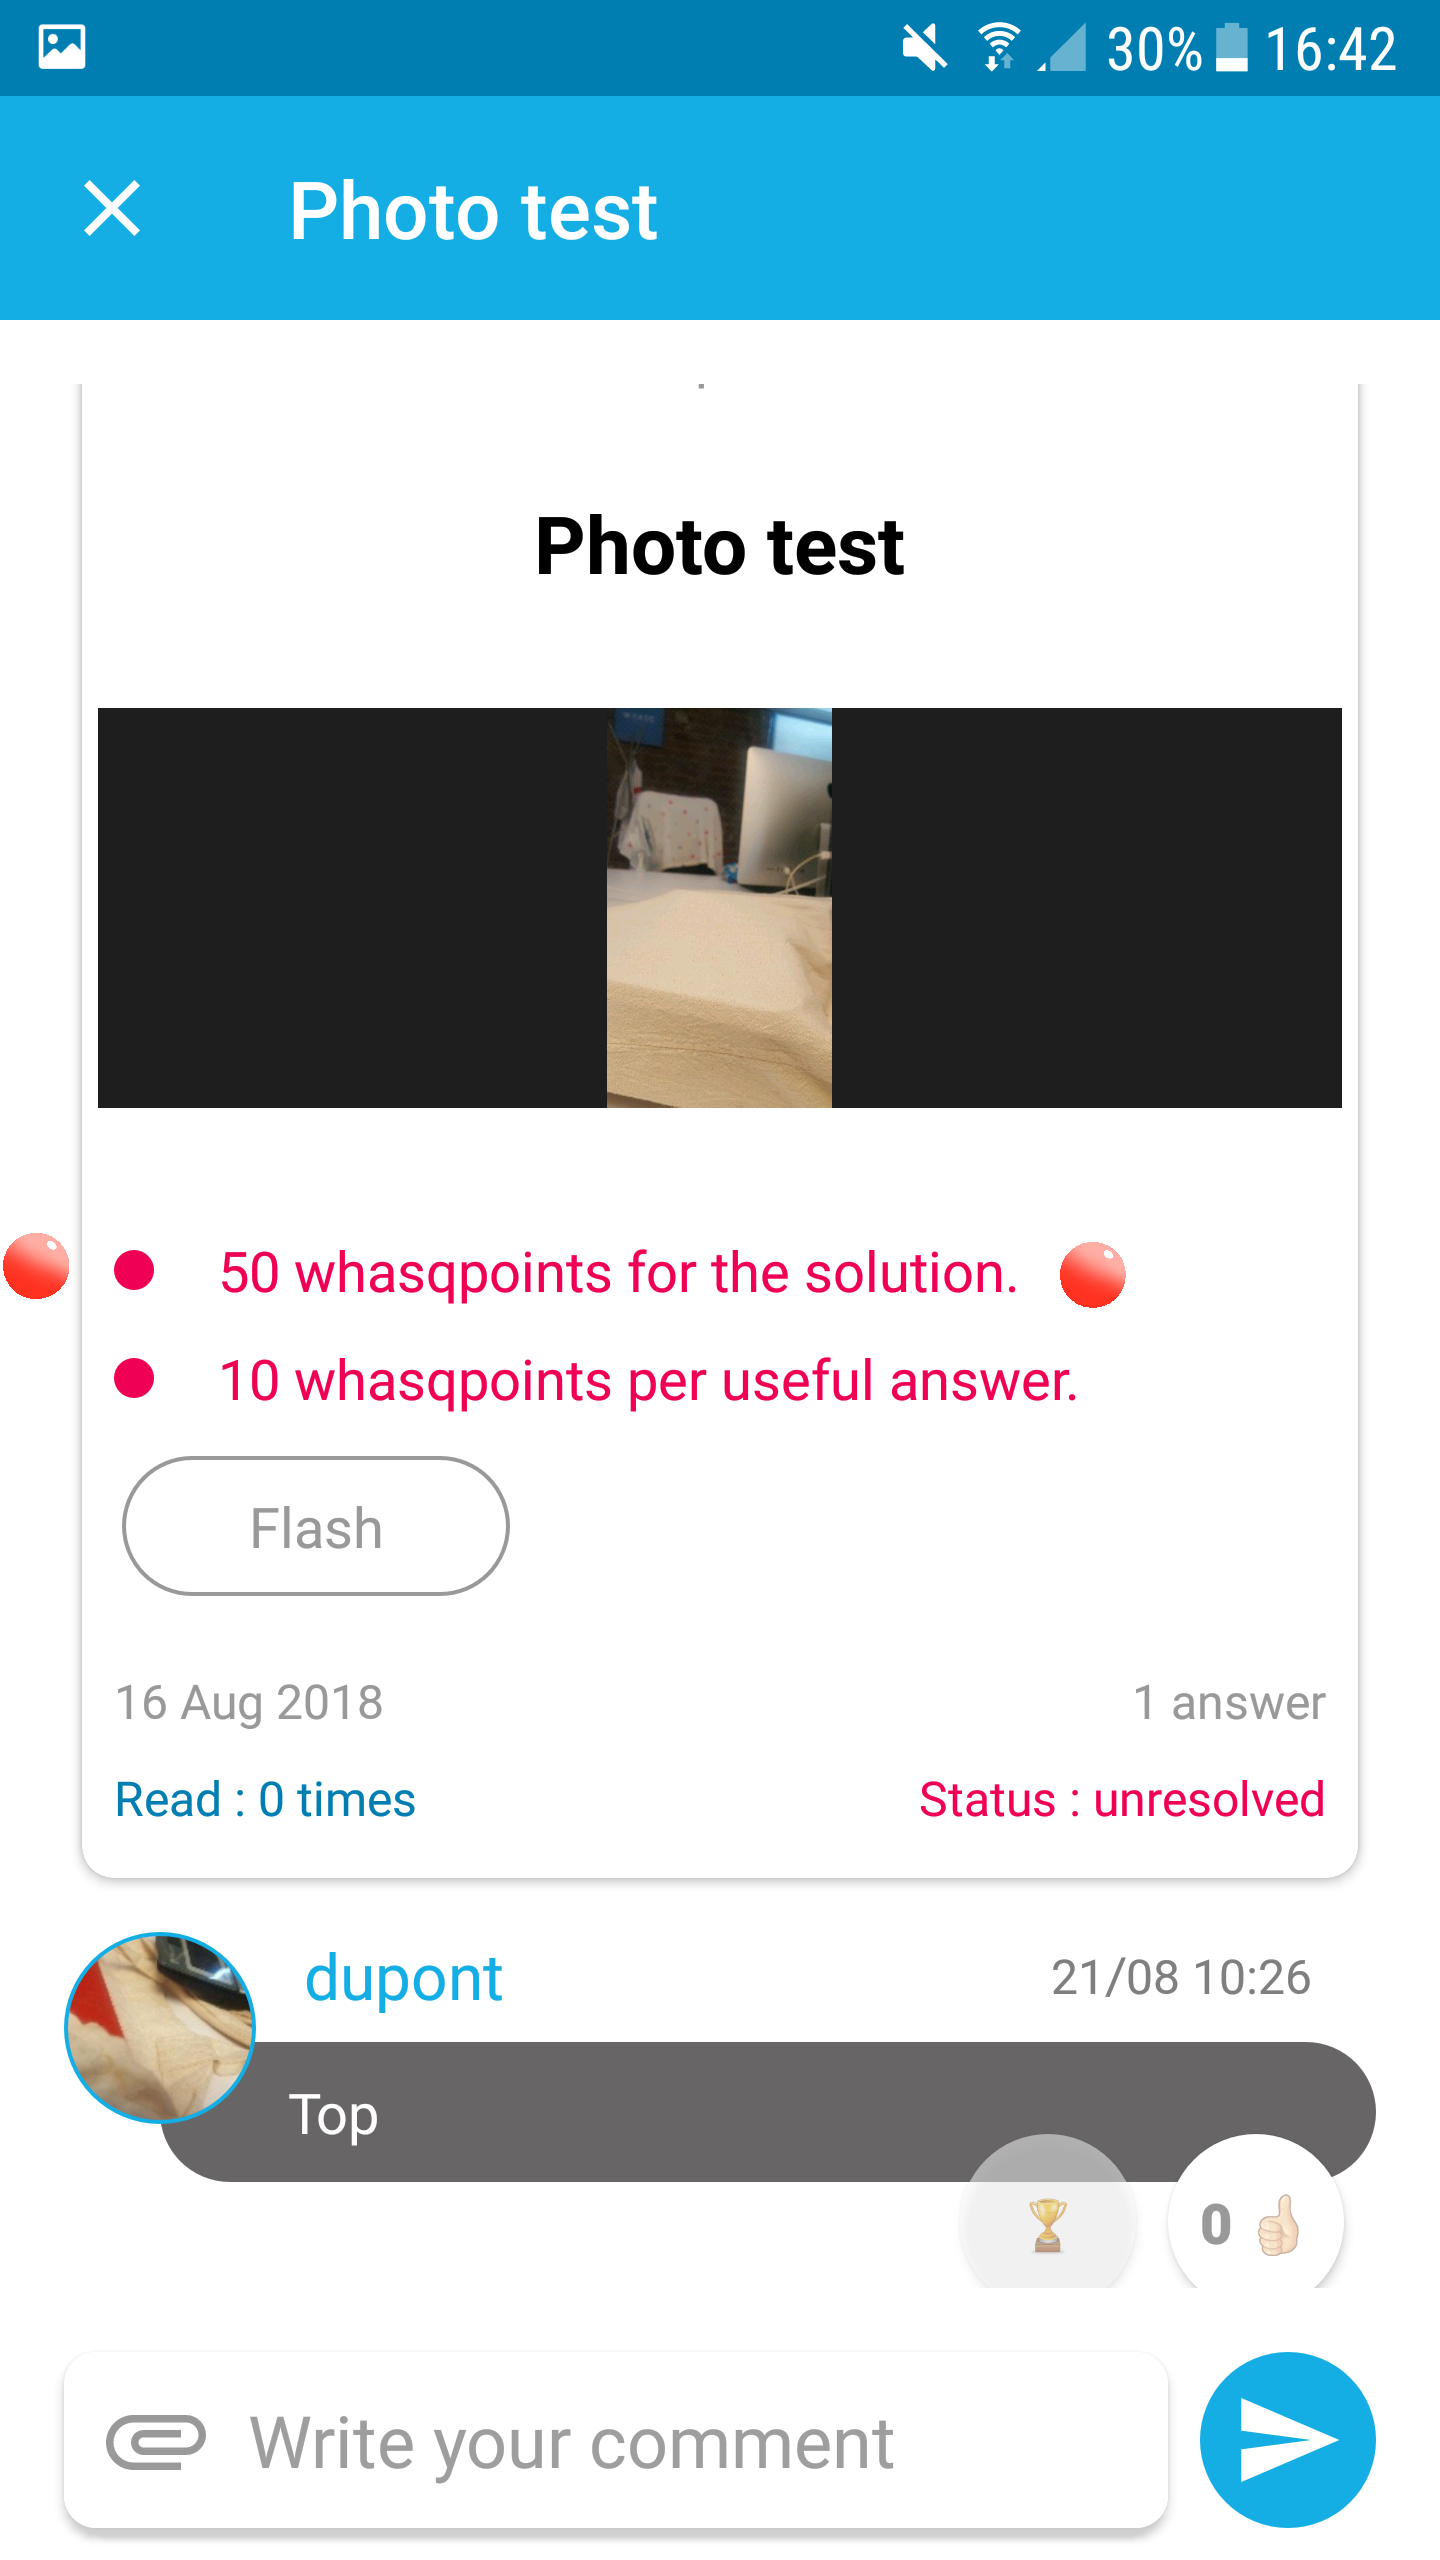 30% 16:42
Photo test
Photo test
50 whasqpoints for the solution.
10 whasqpoints per useful answer.
Flash
16 Aug 2018 1 answer
Read : 0 times Status : unresolved
dupont 21/08 10:26
Top
0
Write your comment